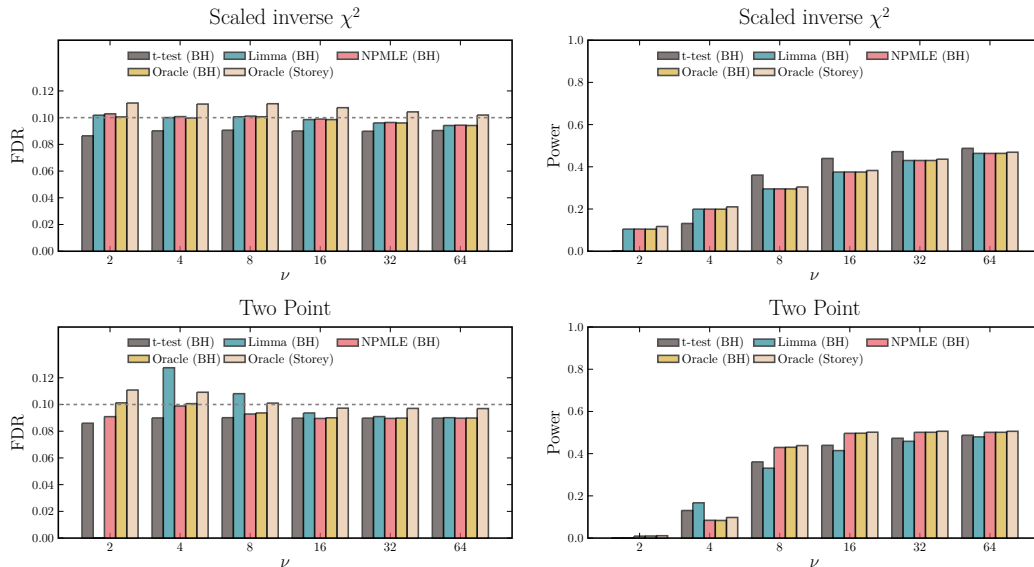 Scaled inverse χ²
t-test (BH) Limma (BH) NPMLE (BH)
Oracle (BH) Oracle (Storey)
0.12
0.10
0.08
0.06
0.04
0.02
0.00
FDR
2 4 8 16 32 64
ν
Scaled inverse χ²
t-test (BH) Limma (BH) NPMLE (BH)
Oracle (BH) Oracle (Storey)
1.0
0.8
0.6
0.4
0.2
0.0
Power
2 4 8 16 32 64
ν
Two Point
t-test (BH) Limma (BH) NPMLE (BH)
Oracle (BH) Oracle (Storey)
0.12
0.10
0.08
0.06
0.04
0.02
0.00
FDR
2 4 8 16 32 64
ν
Two Point
t-test (BH) Limma (BH) NPMLE (BH)
Oracle (BH) Oracle (Storey)
1.0
0.8
0.6
0.4
0.2
0.0
Power
2 4 8 16 32 64
ν